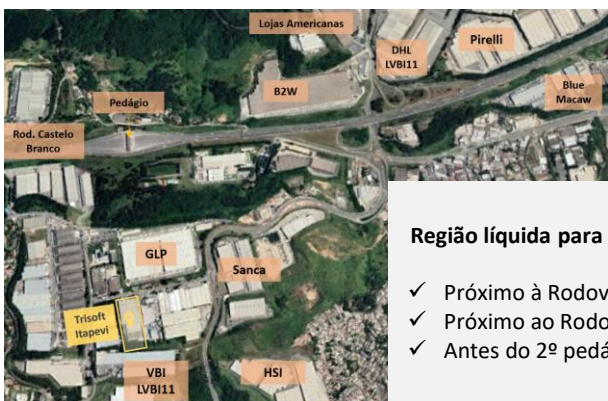 Lojas Americanas
DHL
LVBI11
Pirelli
B2W
Blue
Macaw
Pedágio
Rod. Castelo
Branco
GLP
Sanca
Trisoft
Itapevi
VBI
LVBI11
HSI
Região líquida para
✓ Próximo à Rodov
✓ Próximo ao Rodo
✓ Antes do 2º pedá